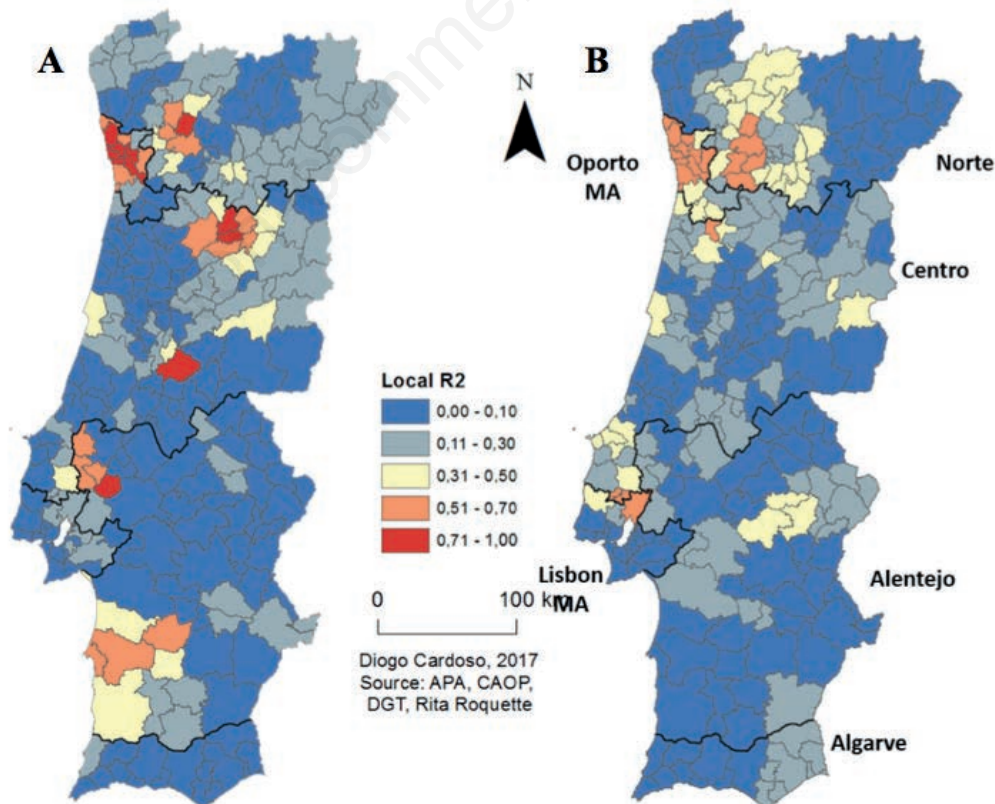 A
B
N
Oporto
MA
Norte
Centro
Local R2
0,00 - 0,10
0,11 - 0,30
0,31 - 0,50
0,51 - 0,70
0,71 - 1,00
Lisbon
MA
Alentejo
0 100 km
Diogo Cardoso, 2017
Source: APA, CAOP,
DGT, Rita Roquette
Algarve